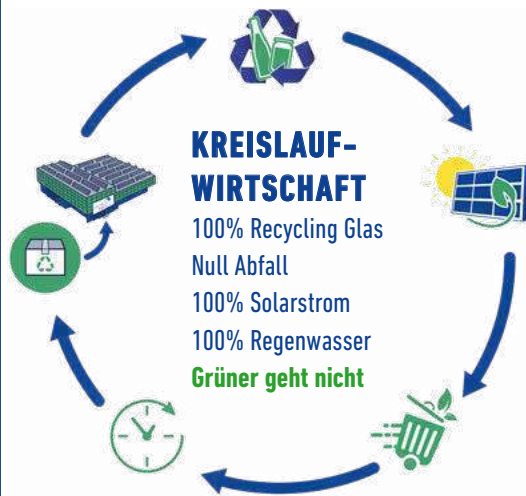 KREISLAUF-
WIRTSCHAFT
100% Recycling Glas
Null Abfall
100% Solarstrom
100% Regenwasser
Grüner geht nicht